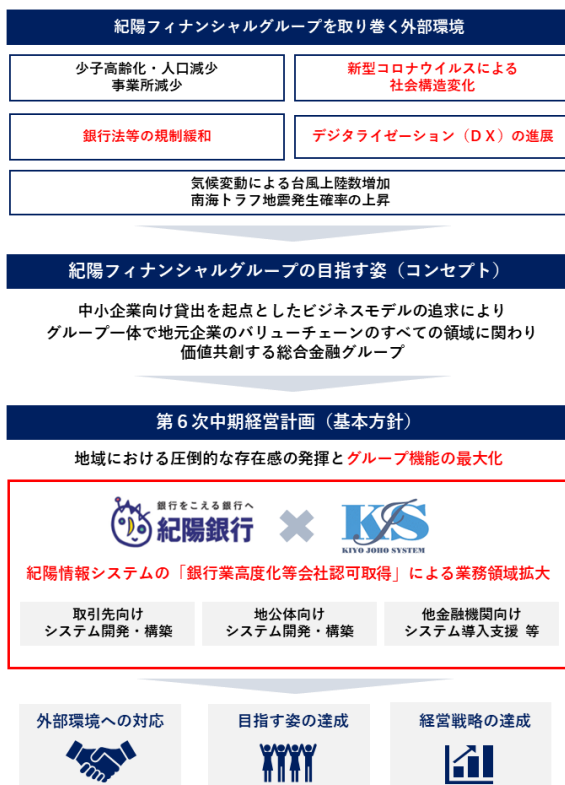 紀陽フィナンシャルグループを取り巻く外部環境
少子高齢化・人口減少
事業所減少
新型コロナウイルスによる
社会構造変化
銀行法等の規制緩和
デジタライゼーション（ＤＸ）の進展
気候変動による台風上陸数増加
南海トラフ地震発生確率の上昇
紀陽フィナンシャルグループの目指す姿（コンセプト）
中小企業向け貸出を起点としたビジネスモデルの追求により
グループ一体で地元企業のバリューチェーンのすべての領域に関わり
価値共創する総合金融グループ
第６次中期経営計画（基本方針）
地域における圧倒的な存在感の発揮とグループ機能の最大化
銀行をこえる銀行へ
紀陽銀行
KJS
KIYO JOHO SYSTEM
紀陽情報システムの「銀行業高度化等会社認可取得」による業務領域拡大
取引先向け
システム開発・構築
地公体向け
システム開発・構築
他金融機関向け
システム導入支援 等
外部環境への対応
目指す姿の達成
経営戦略の達成